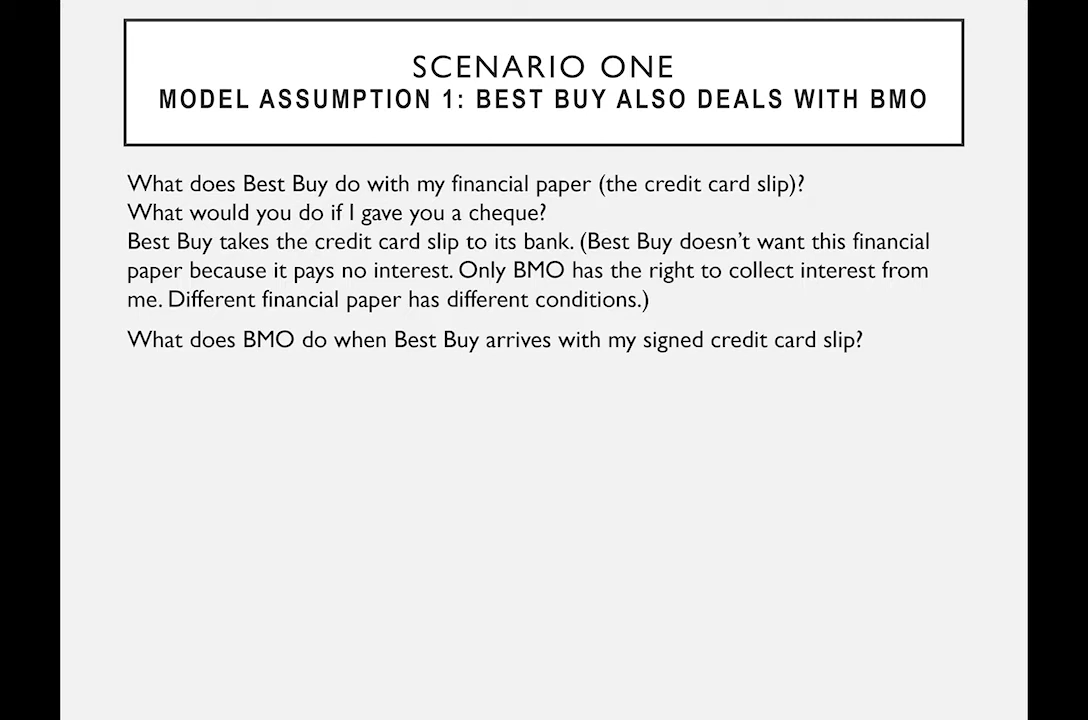 SCENARIO ONE
MODEL ASSUMPTION 1: BEST BUY ALSO DEALS WITH BMO
What does Best Buy do with my financial paper (the credit card slip)?
What would you do if I gave you a cheque?
Best Buy takes the credit card slip to its bank. (Best Buy doesn't want this financial
paper because it pays no interest. Only BMO has the right to collect interest from
me. Different financial paper has different conditions.)
What does BMO do when Best Buy arrives with my signed credit card slip?